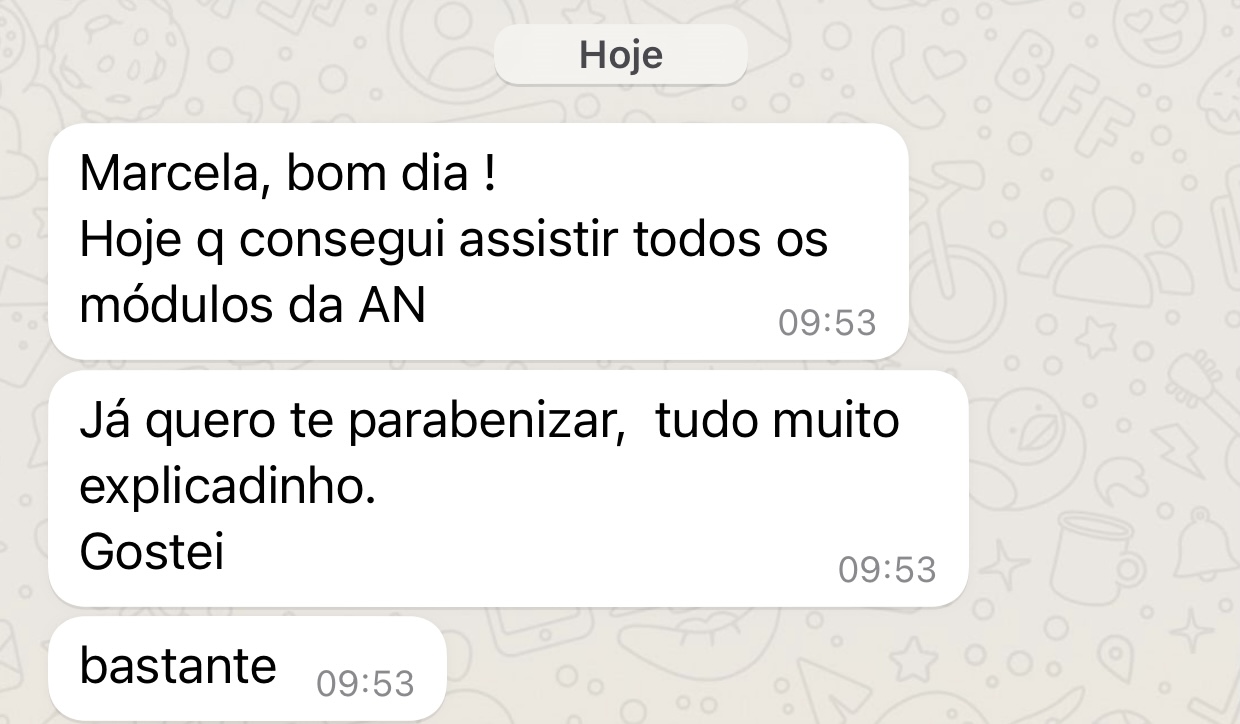 Hoje
Marcela, bom dia !
Hoje q consegui assistir todos os
módulos da AN
09:53
Já quero te parabenizar,  tudo muito
explicadinho.
Gostei
09:53
bastante 09:53
BFF